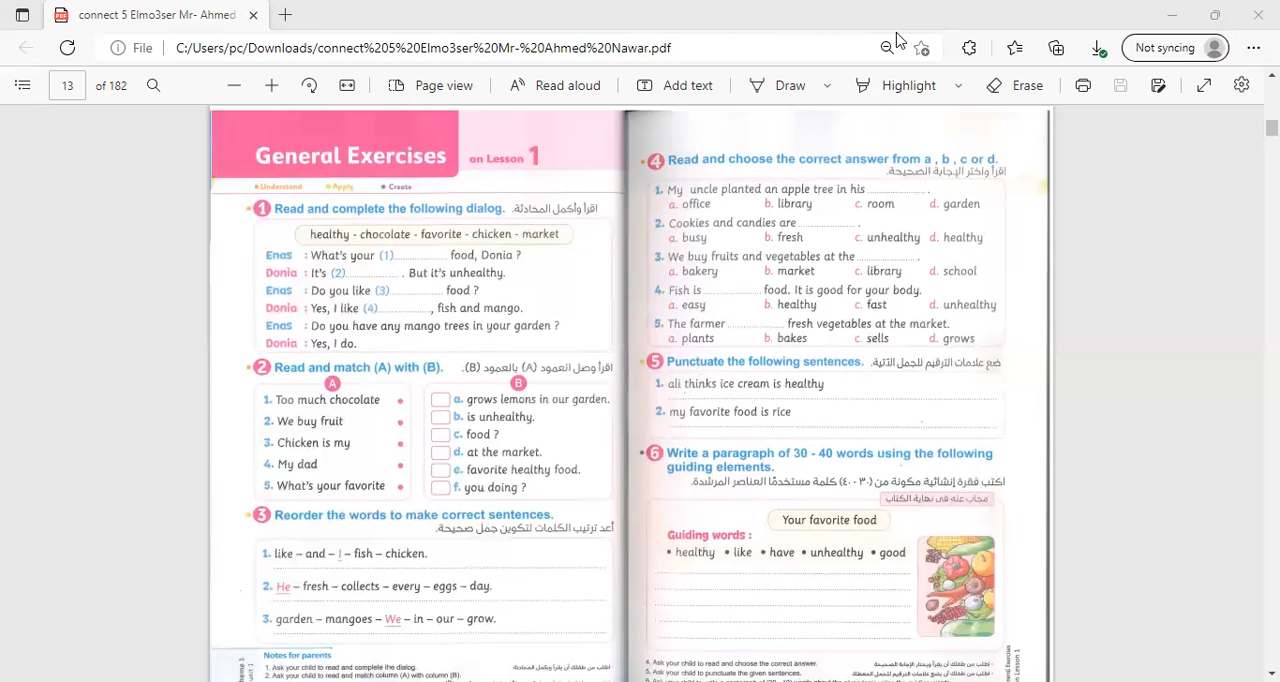 connect 5 Elmo3ser Mr- Ahmed
File
C:/Users/pc/Downloads/connect%205%20Elmo3ser%20Mr-%20Ahmed%20Nawar.pdf
Not syncing
13 of 182
Page view
Read aloud
Add text
Draw
Highlight
Erase
General Exercises on Lesson 1
Understand Apply Create
1 Read and complete the following dialog. اقرأ وأكمل المحادثة.
healthy - chocolate - favorite - chicken - market
Enas : What's your (1).................. food, Donia ?
Donia : It's (2).................. . But it's unhealthy.
Enas : Do you like (3).................. food ?
Donia : Yes, I like (4).................., fish and mango.
Enas : Do you have any mango trees in your garden ?
Donia : Yes, I do.
2 Read and match (A) with (B). اقرأ وصل العمود (A) بالعمود (B).
A
1. Too much chocolate
2. We buy fruit
3. Chicken is my
4. My dad
5. What's your favorite
B
a. grows lemons in our garden.
b. is unhealthy.
c. food ?
d. at the market.
e. favorite healthy food.
f. you doing ?
3 Reorder the words to make correct sentences.
أعد ترتيب الكلمات لتكوين جمل صحيحة.
1. like – and – I – fish – chicken.
2. He – fresh – collects – every – eggs – day.
3. garden – mangoes – We – in – our – grow.
Notes for parents
1. Ask your child to read and complete the dialog.
2. Ask your child to read and match column (A) with column (B).
- اطلب من طفلك أن يقرأ ويكمل المحادثة.
4 Read and choose the correct answer from a , b , c or d.
اقرأ واختر الإجابة الصحيحة.
1. My uncle planted an apple tree in his .................. .
a. office b. library c. room d. garden
2. Cookies and candies are .................. .
a. busy b. fresh c. unhealthy d. healthy
3. We buy fruits and vegetables at the .................. .
a. bakery b. market c. library d. school
4. Fish is .................. food. It is good for your body.
a. easy b. healthy c. fast d. unhealthy
5. The farmer .................. fresh vegetables at the market.
a. plants b. bakes c. sells d. grows
5 Punctuate the following sentences. ضع علامات الترقيم للجمل الآتية.
1. ali thinks ice cream is healthy
2. my favorite food is rice
6 Write a paragraph of 30 - 40 words using the following
guiding elements.
اكتب فقرة إنشائية مكونة من (٣٠ - ٤٠) كلمة مستخدمًا العناصر المرشدة.
مجاب عنه في نهاية الكتاب
Your favorite food
Guiding words :
• healthy • like • have • unhealthy • good
4. Ask your child to read and choose the correct answer.
5. Ask your child to punctuate the given sentences.
- اطلب من طفلك أن يقرأ ويختار الإجابة الصحيحة.